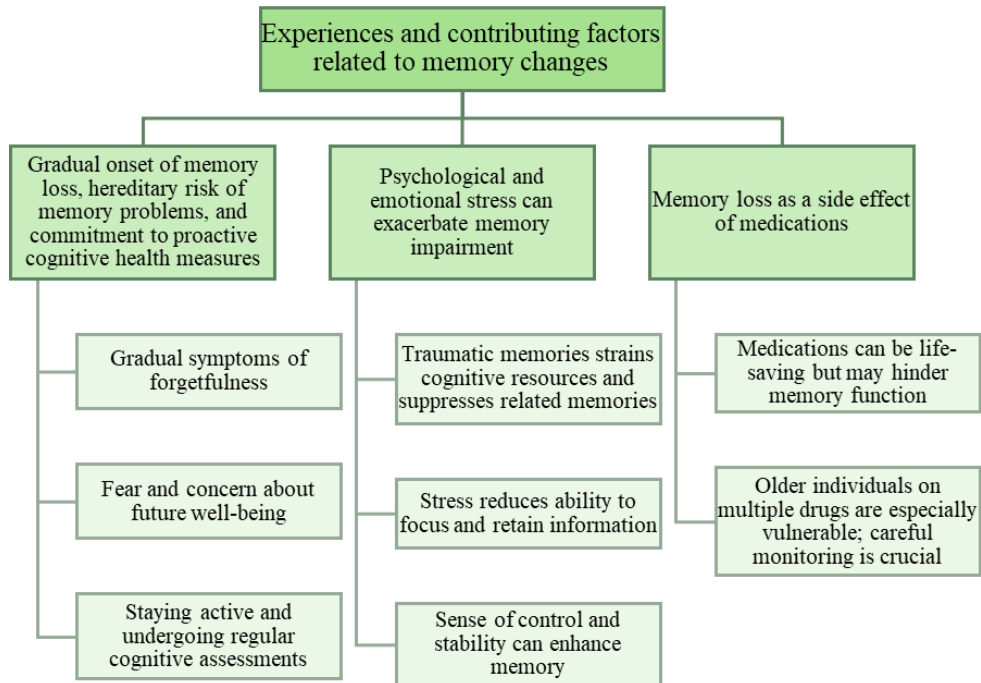 Experiences and contributing factors
related to memory changes
Gradual onset of memory
loss, hereditary risk of
memory problems, and
commitment to proactive
cognitive health measures
Gradual symptoms of
forgetfulness
Fear and concern about
future well-being
Staying active and
undergoing regular
cognitive assessments
Psychological and
emotional stress can
exacerbate memory
impairment
Traumatic memories strains
cognitive resources and
suppresses related memories
Stress reduces ability to
focus and retain information
Sense of control and
stability can enhance
memory
Memory loss as a side effect
of medications
Medications can be life-
saving but may hinder
memory function
Older individuals on
multiple drugs are especially
vulnerable; careful
monitoring is crucial